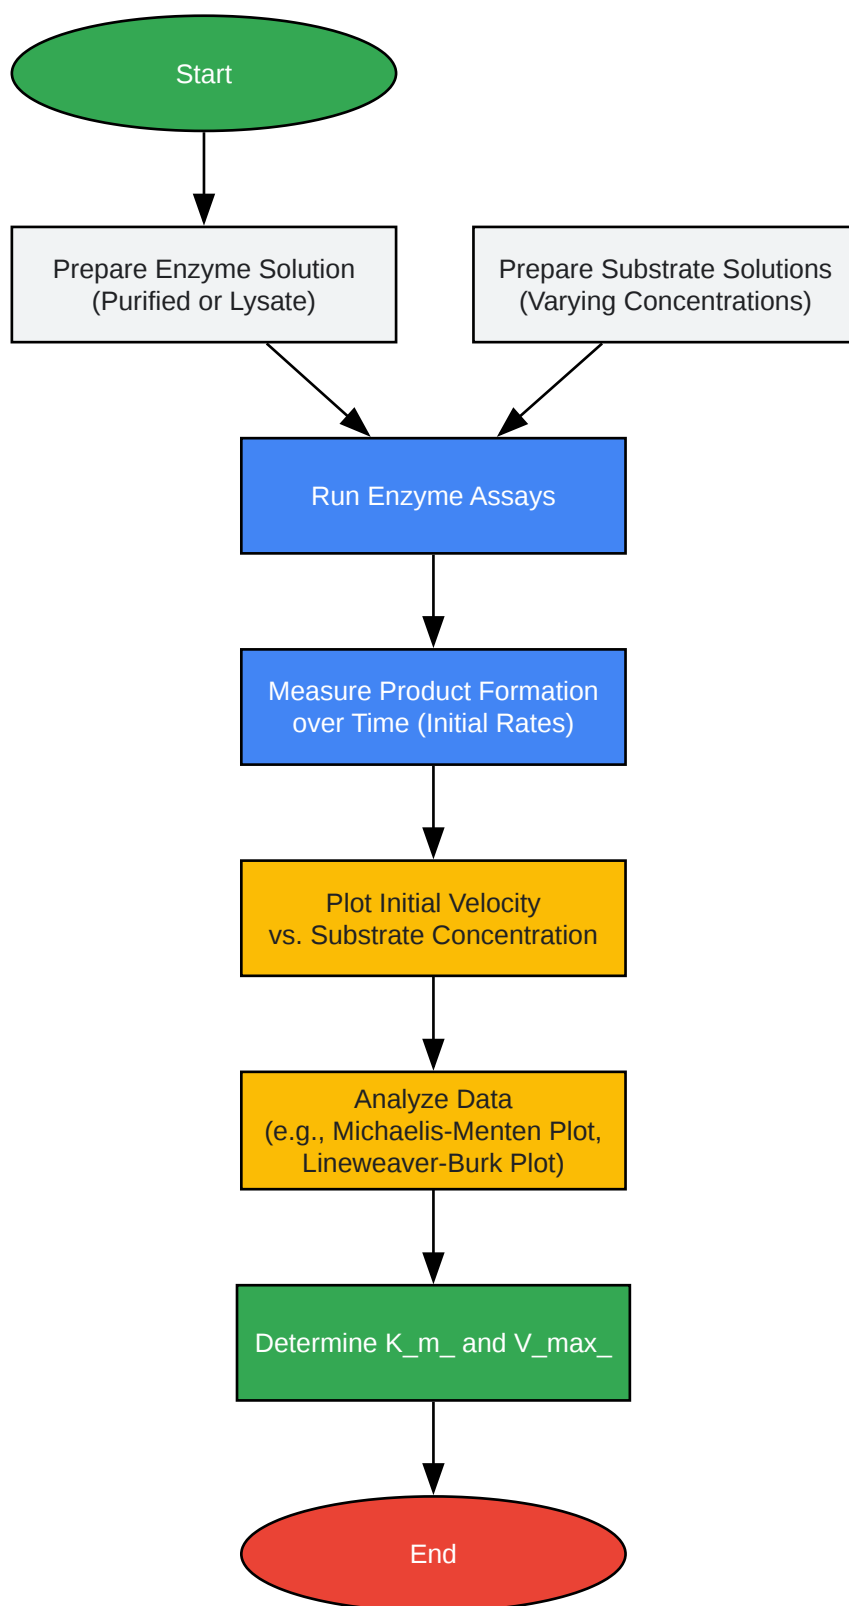 Start
Prepare Enzyme Solution
(Purified or Lysate)
Prepare Substrate Solutions
(Varying Concentrations)
Run Enzyme Assays
Measure Product Formation
over Time (Initial Rates)
Plot Initial Velocity
vs. Substrate Concentration
Analyze Data
(e.g., Michaelis-Menten Plot,
Lineweaver-Burk Plot)
Determine K_m_ and V_max_
End